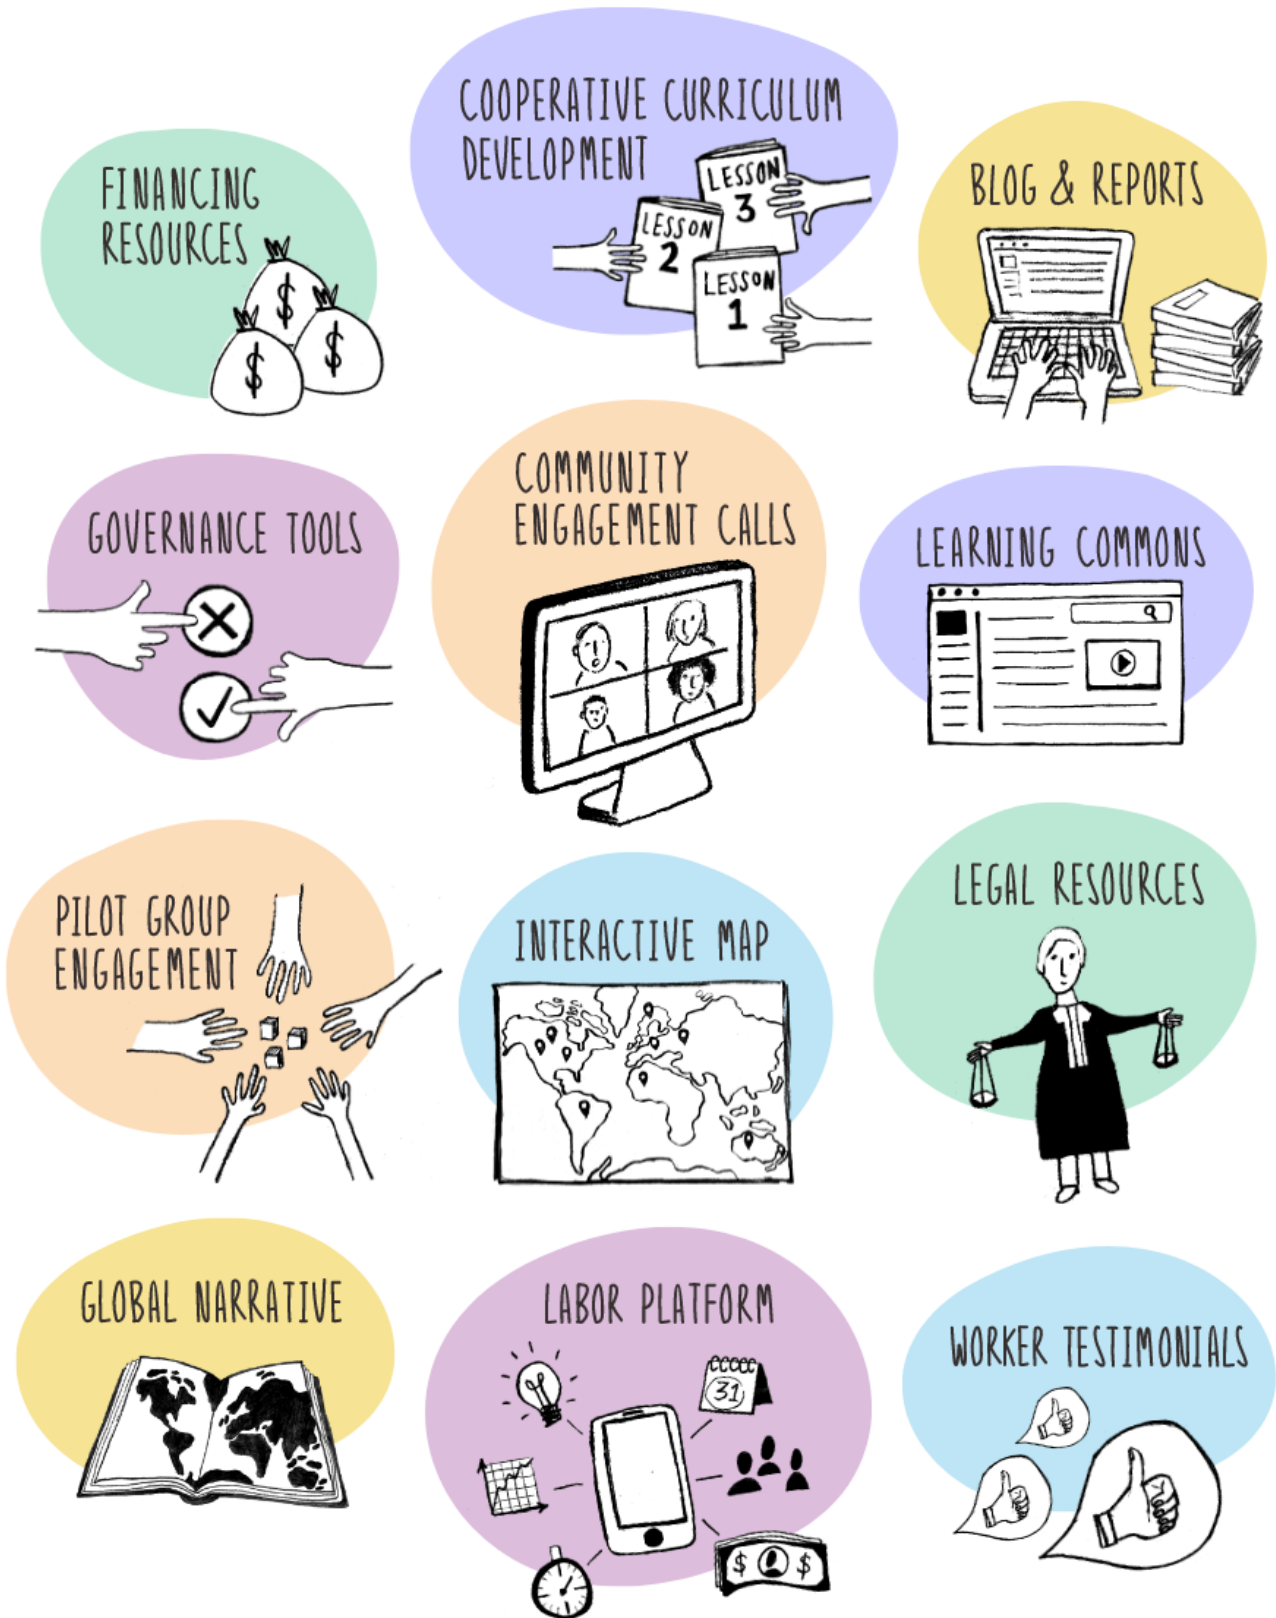 COOPERATIVE CURRICULUM
DEVELOPMENT
LESSON
3
LESSON
2
LESSON
1
FINANCING
RESOURCES
$
$
$
BLOG & REPORTS
GOVERNANCE TOOLS
COMMUNITY
ENGAGEMENT CALLS
LEARNING COMMONS
PILOT GROUP
ENGAGEMENT
INTERACTIVE MAP
LEGAL RESOURCES
GLOBAL NARRATIVE
LABOR PLATFORM
31
$ $
WORKER TESTIMONIALS